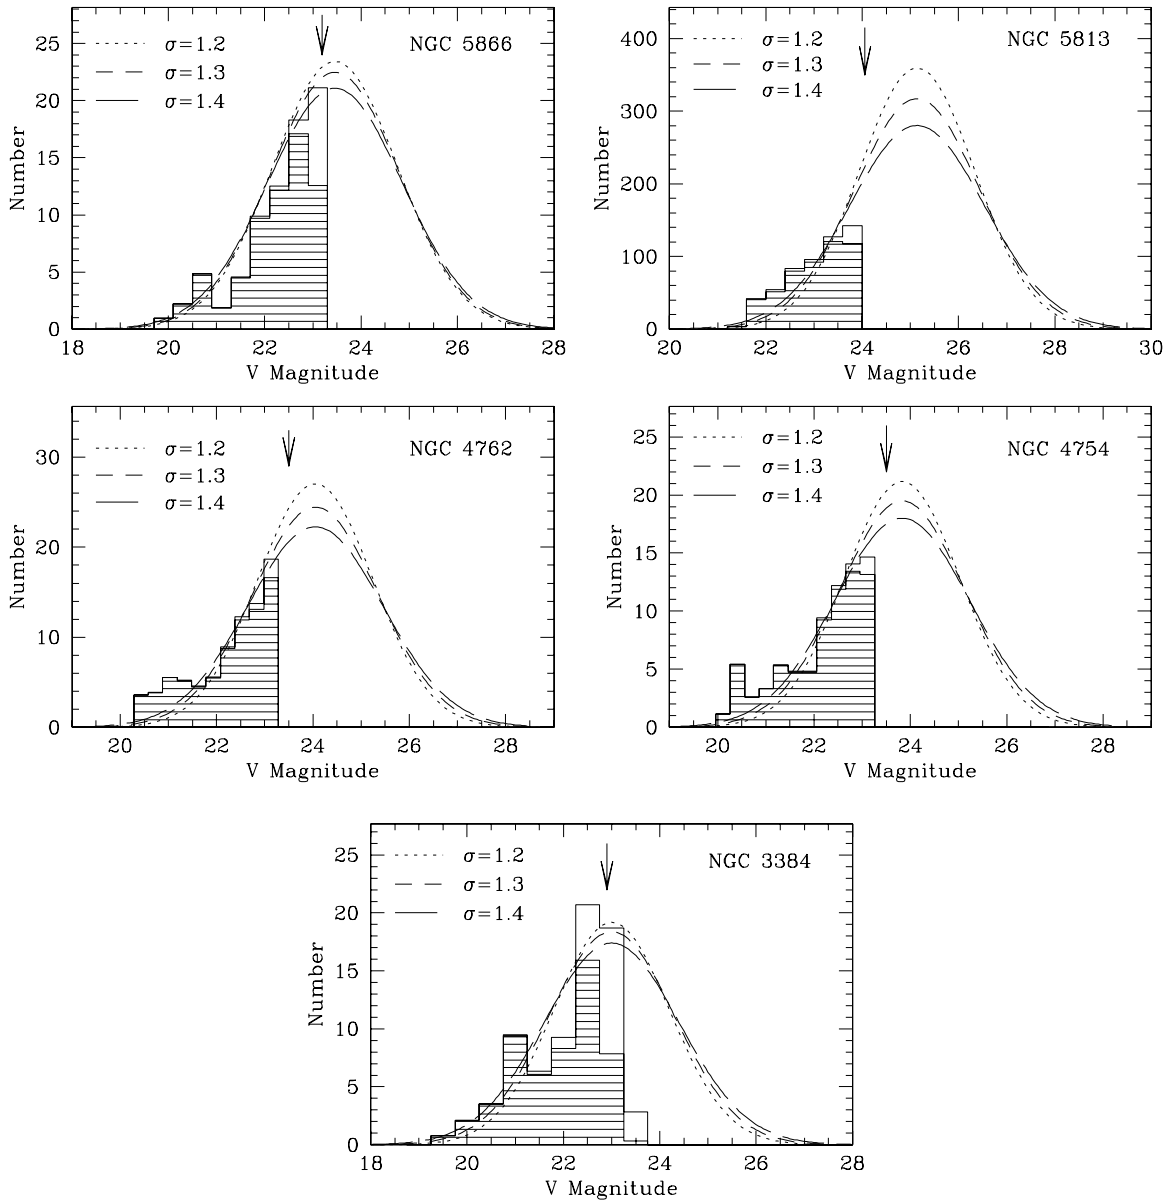 NGC 5866
σ=1.2
σ=1.3
σ=1.4
25
20
15
10
5
0
Number
18 20 22 24 26 28
V Magnitude
NGC 5813
σ=1.2
σ=1.3
σ=1.4
400
300
200
100
0
Number
20 22 24 26 28 30
V Magnitude
NGC 4762
σ=1.2
σ=1.3
σ=1.4
30
20
10
0
Number
20 22 24 26 28
V Magnitude
NGC 4754
σ=1.2
σ=1.3
σ=1.4
25
20
15
10
5
0
Number
20 22 24 26 28
V Magnitude
NGC 3384
σ=1.2
σ=1.3
σ=1.4
25
20
15
10
5
0
Number
18 20 22 24 26 28
V Magnitude